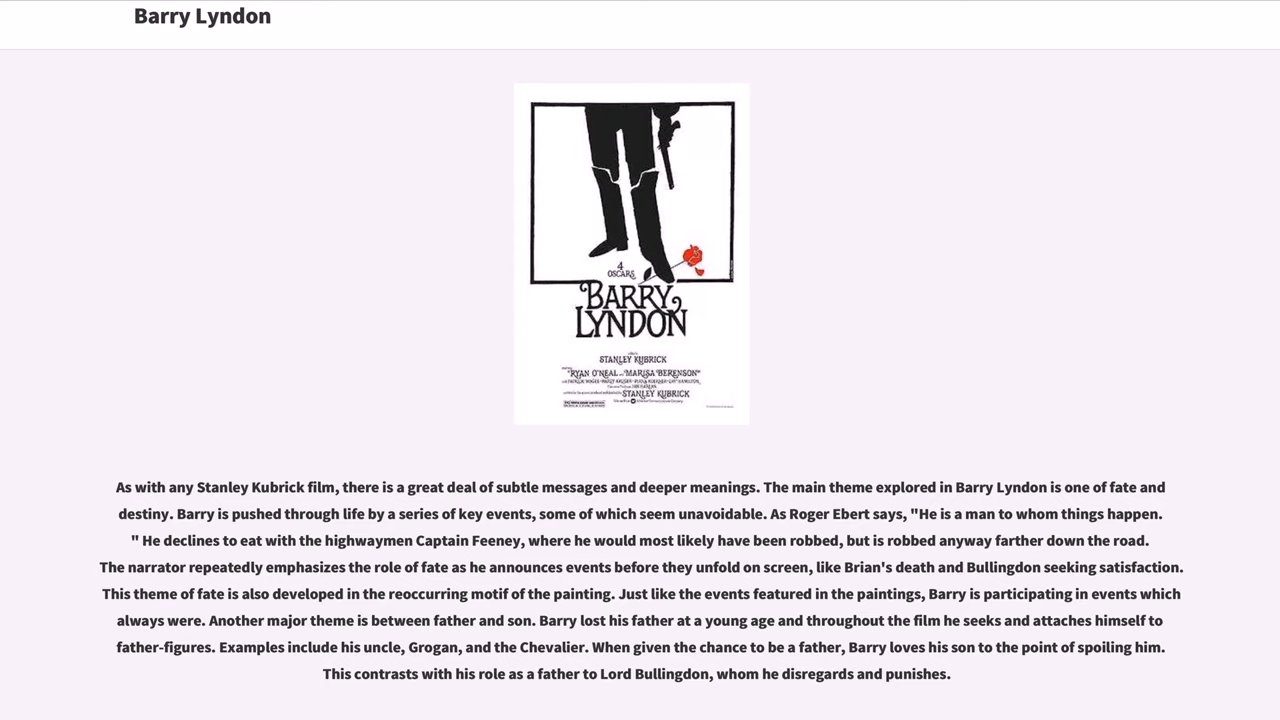 Barry Lyndon
4
OSCARS
BARRY
LYNDON
STANLEY KUBRICK
RYAN O'NEAL and MARISA BERENSON
STANLEY KUBRICK
As with any Stanley Kubrick film, there is a great deal of subtle messages and deeper meanings. The main theme explored in Barry Lyndon is one of fate and
destiny. Barry is pushed through life by a series of key events, some of which seem unavoidable. As Roger Ebert says, "He is a man to whom things happen.
" He declines to eat with the highwaymen Captain Feeney, where he would most likely have been robbed, but is robbed anyway farther down the road.
The narrator repeatedly emphasizes the role of fate as he announces events before they unfold on screen, like Brian's death and Bullingdon seeking satisfaction.
This theme of fate is also developed in the reoccurring motif of the painting. Just like the events featured in the paintings, Barry is participating in events which
always were. Another major theme is between father and son. Barry lost his father at a young age and throughout the film he seeks and attaches himself to
father-figures. Examples include his uncle, Grogan, and the Chevalier. When given the chance to be a father, Barry loves his son to the point of spoiling him.
This contrasts with his role as a father to Lord Bullingdon, whom he disregards and punishes.